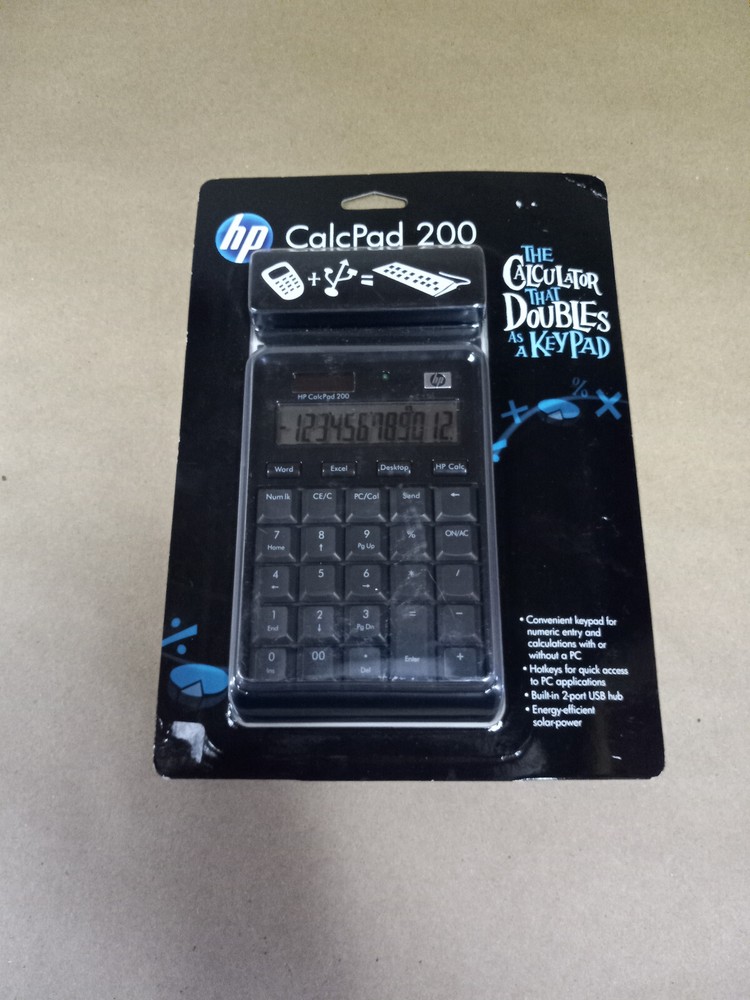 hp CalcPad 200
THE
CALCULATOR
THAT
DOUBLES
AS
A KEYPAD
+ =
hp
HP CalcPad 200
-123456789012
Word Excel Desktop HP Calc
Num lk CE/C PC/Cal Send ←
7 8 9 % ON/AC
Home ↑ Pg Up
4 5 6 * /
← →
1 2 3 = −
End ↓ Pg Dn
0 00 . Enter +
Ins Del
% + ×
÷
• Convenient keypad for
numeric entry and
calculations with or
without a PC
• Hotkeys for quick access
to PC applications
• Built-in 2-port USB hub
• Energy-efficient
solar-power